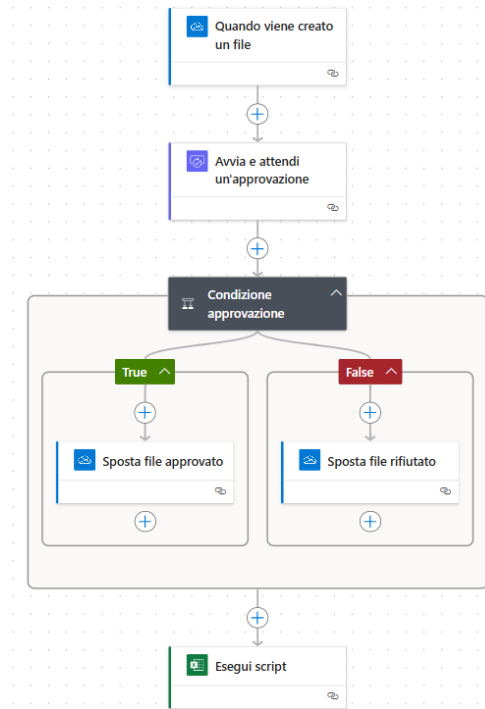 Quando viene creato
un file
Avvia e attendi
un'approvazione
Condizione
approvazione
True
False
Sposta file approvato
Sposta file rifiutato
Esegui script